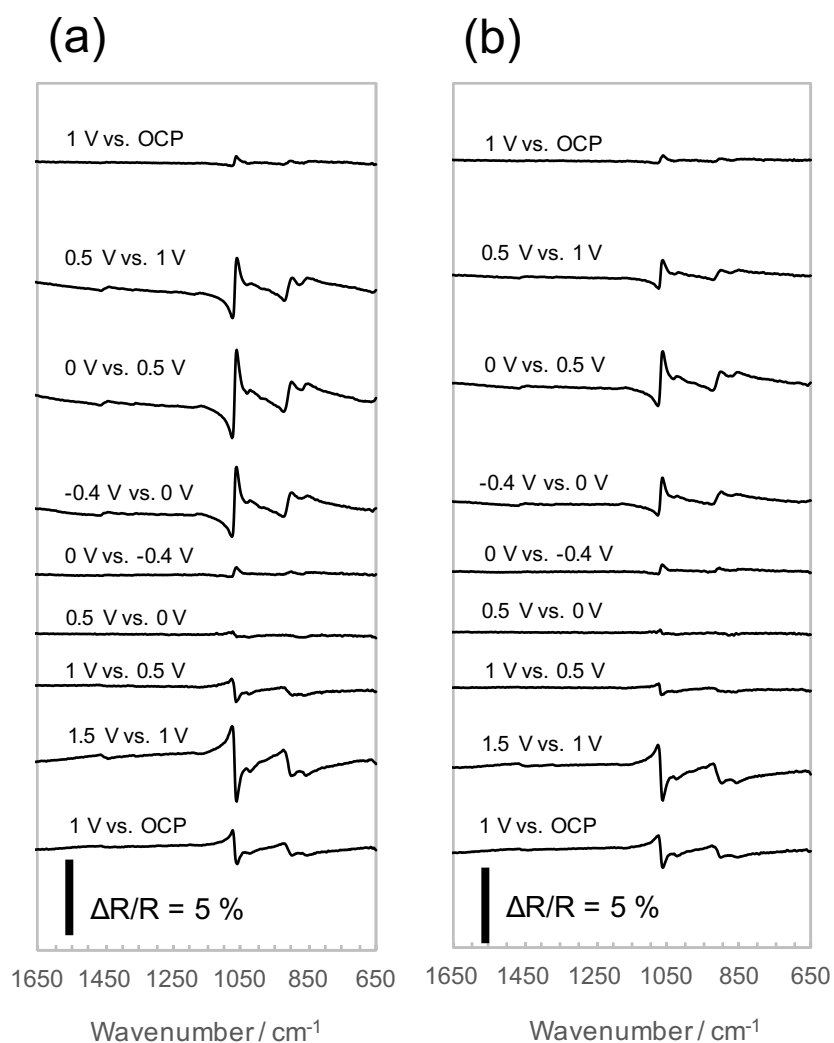 (a)
1 V vs. OCP
0.5 V vs. 1 V
0 V vs. 0.5 V
-0.4 V vs. 0 V
0 V vs. -0.4 V
0.5 V vs. 0 V
1 V vs. 0.5 V
1.5 V vs. 1 V
1 V vs. OCP
ΔR/R = 5 %
1650 1450 1250 1050 850 650
Wavenumber / cm⁻¹
(b)
1 V vs. OCP
0.5 V vs. 1 V
0 V vs. 0.5 V
-0.4 V vs. 0 V
0 V vs. -0.4 V
0.5 V vs. 0 V
1 V vs. 0.5 V
1.5 V vs. 1 V
1 V vs. OCP
ΔR/R = 5 %
1650 1450 1250 1050 850 650
Wavenumber / cm⁻¹